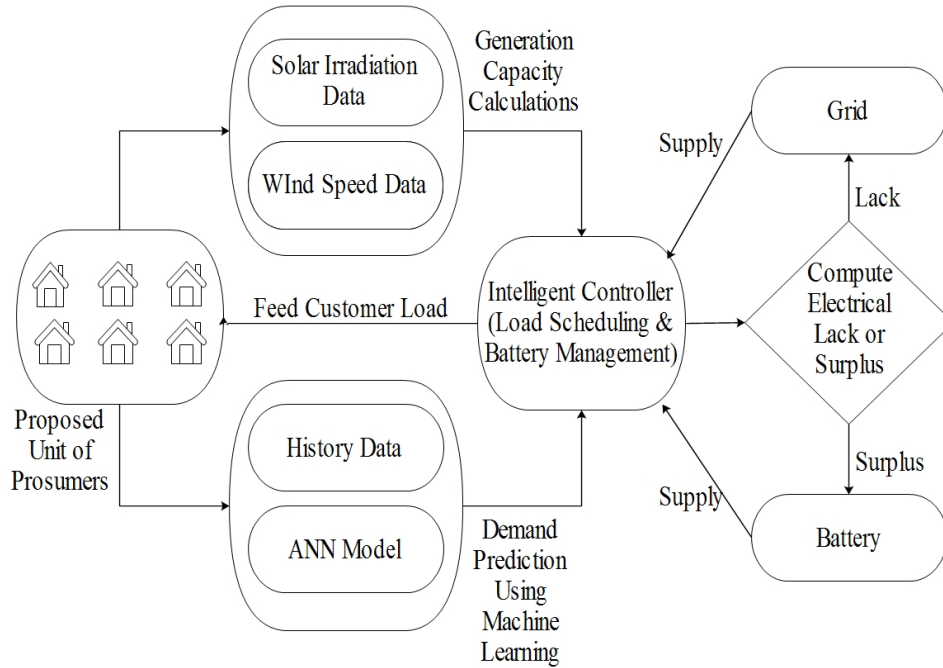 Solar Irradiation
Data
WInd Speed Data
Generation
Capacity
Calculations
Grid
Supply
Lack
Compute
Electrical
Lack or
Surplus
Intelligent Controller
(Load Scheduling &
Battery Management)
Feed Customer Load
Proposed
Unit of
Prosumers
History Data
ANN Model
Demand
Prediction
Using
Machine
Learning
Supply
Surplus
Battery